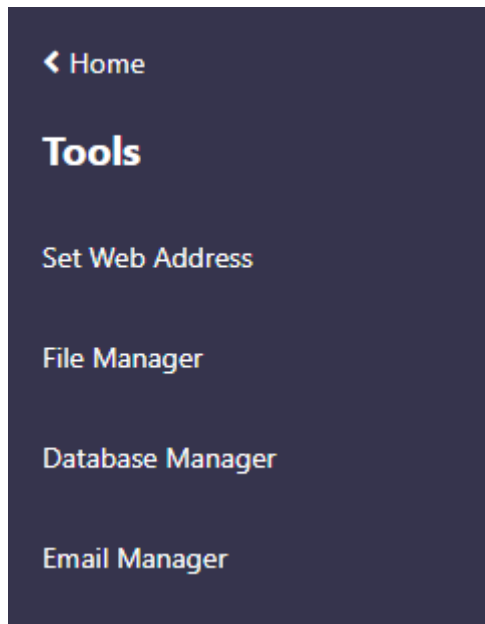 Home
Tools
Set Web Address
File Manager
Database Manager
Email Manager